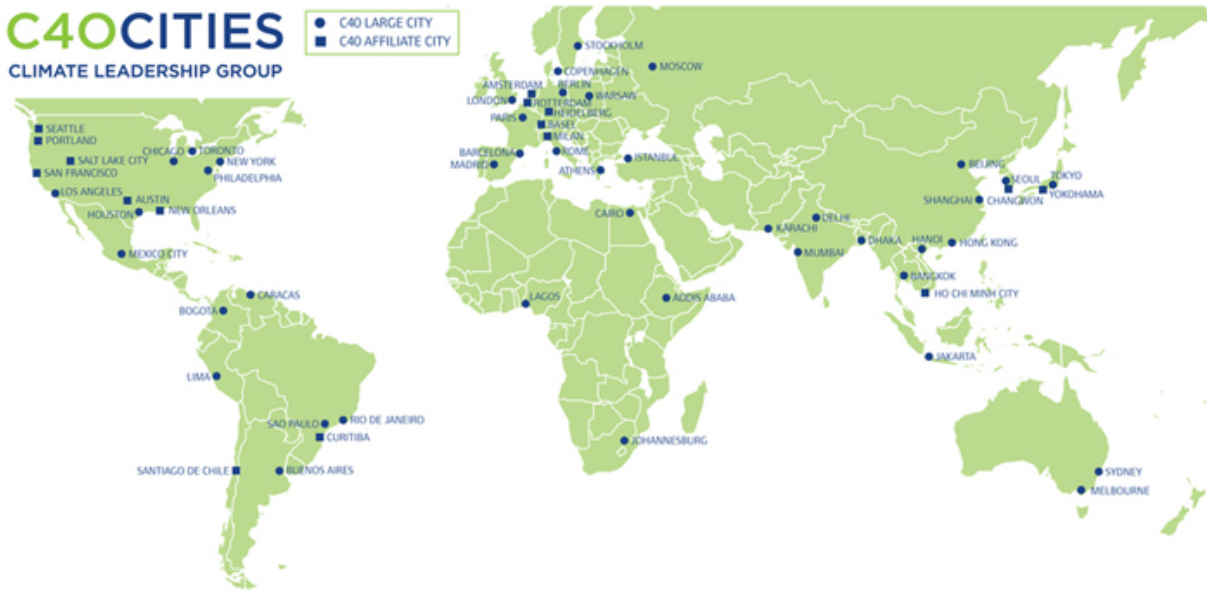 C40CITIES
CLIMATE LEADERSHIP GROUP
C40 LARGE CITY
C40 AFFILIATE CITY
SEATTLE
PORTLAND
SALT LAKE CITY
SAN FRANCISCO
LOS ANGELES
CHICAGO
TORONTO
NEW YORK
PHILADELPHIA
AUSTIN
HOUSTON
NEW ORLEANS
MEXICO CITY
CARACAS
BOGOTA
LIMA
SAO PAULO
RIO DE JANEIRO
CURITIBA
SANTIAGO DE CHILE
BUENOS AIRES
STOCKHOLM
COPENHAGEN
MOSCOW
AMSTERDAM
BERLIN
LONDON
ROTTERDAM
WARSAW
HEIDELBERG
PARIS
BASEL
MILAN
BARCELONA
ROME
MADRID
ATHENS
ISTANBUL
CAIRO
LAGOS
ADDIS ABABA
JOHANNESBURG
KARACHI
DELHI
MUMBAI
DHAKA
BEIJING
SEOUL
TOKYO
SHANGHAI
CHANGWON
YOKOHAMA
HANOI
HONG KONG
BANGKOK
HO CHI MINH CITY
JAKARTA
SYDNEY
MELBOURNE